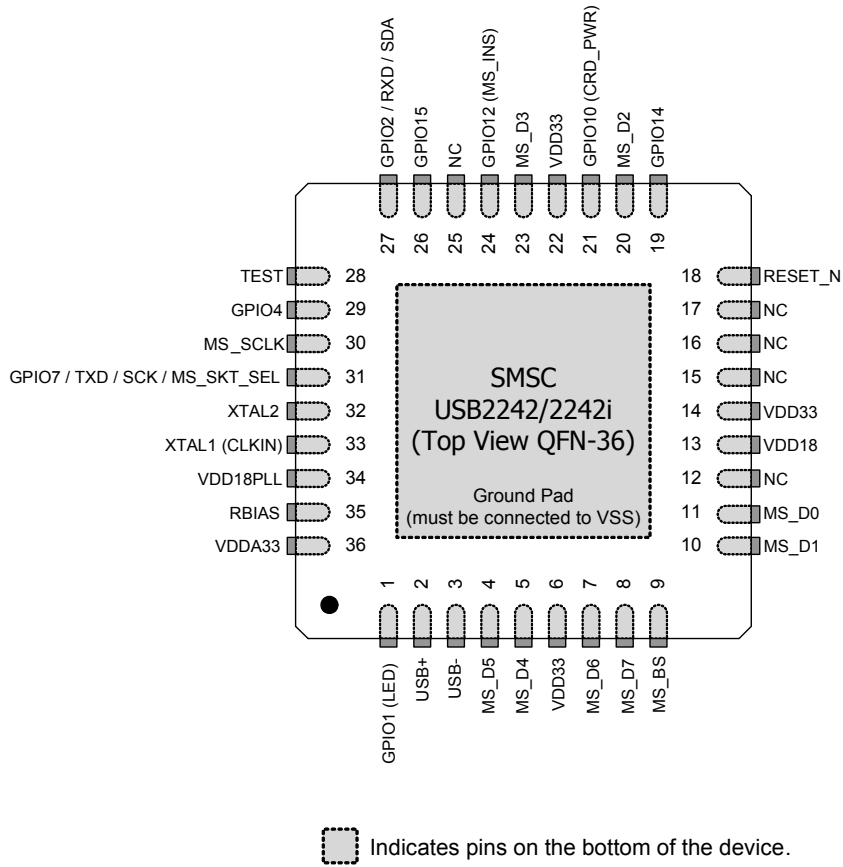 GPIO2 / RXD / SDA
GPIO15
NC
GPIO12 (MS_INS)
MS_D3
VDD33
GPIO10 (CRD_PWR)
MS_D2
GPIO14
27
26
25
24
23
22
21
20
19
TEST 28
GPIO4 29
MS_SCLK 30
GPIO7 / TXD / SCK / MS_SKT_SEL 31
XTAL2 32
XTAL1 (CLKIN) 33
VDD18PLL 34
RBIAS 35
VDDA33 36
SMSC
USB2242/2242i
(Top View QFN-36)
Ground Pad
(must be connected to VSS)
18 RESET_N
17 NC
16 NC
15 NC
14 VDD33
13 VDD18
12 NC
11 MS_D0
10 MS_D1
1
2
3
4
5
6
7
8
9
GPIO1 (LED)
USB+
USB-
MS_D5
MS_D4
VDD33
MS_D6
MS_D7
MS_BS
Indicates pins on the bottom of the device.